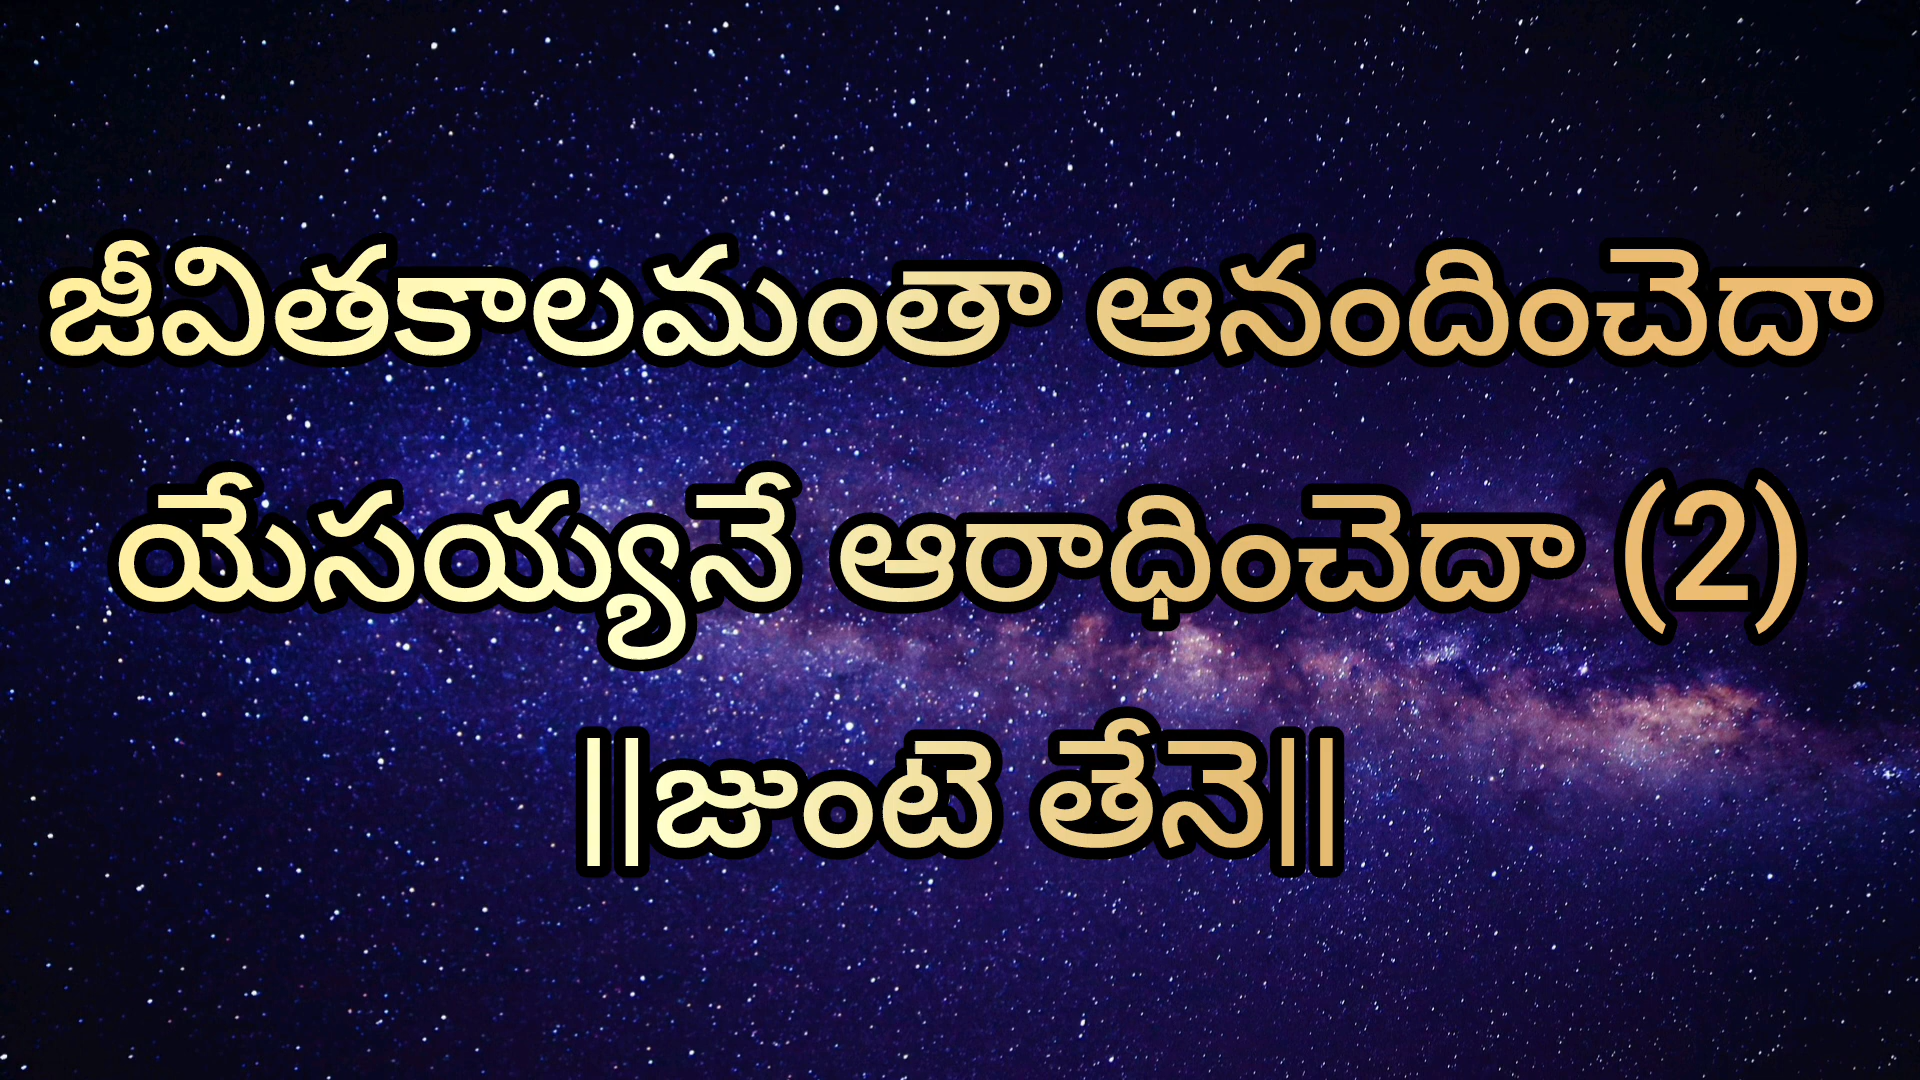 జీవితకాలమంతా ఆనందించెదా
యేసయ్యనే ఆరాధించెదా (2)
||జుంటె తేనె||